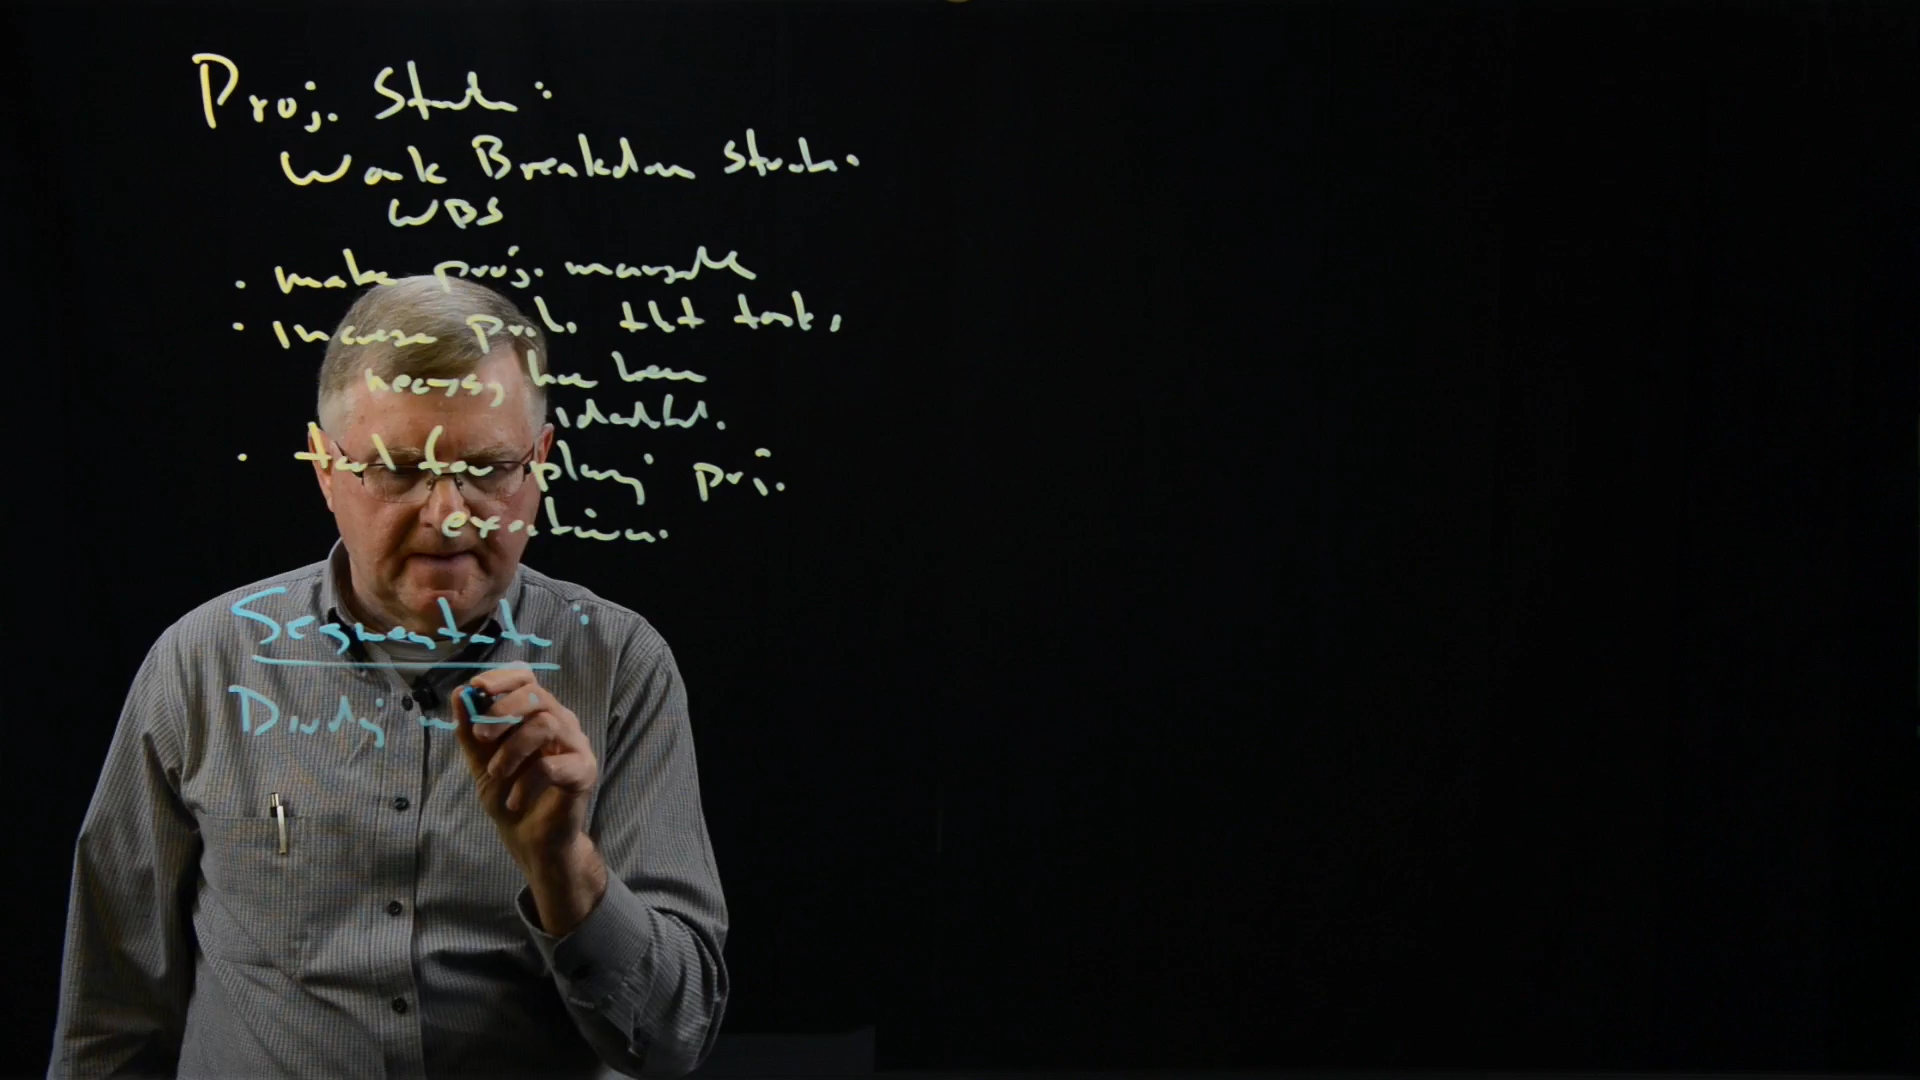 Proj. Struct:
Work Breakdown Struct.
WBS
• make proj. managable
• Increase prob. that tasks
necessary have been
identified.
• tool for planning proj.
execution.
Segmentation:
Dividing